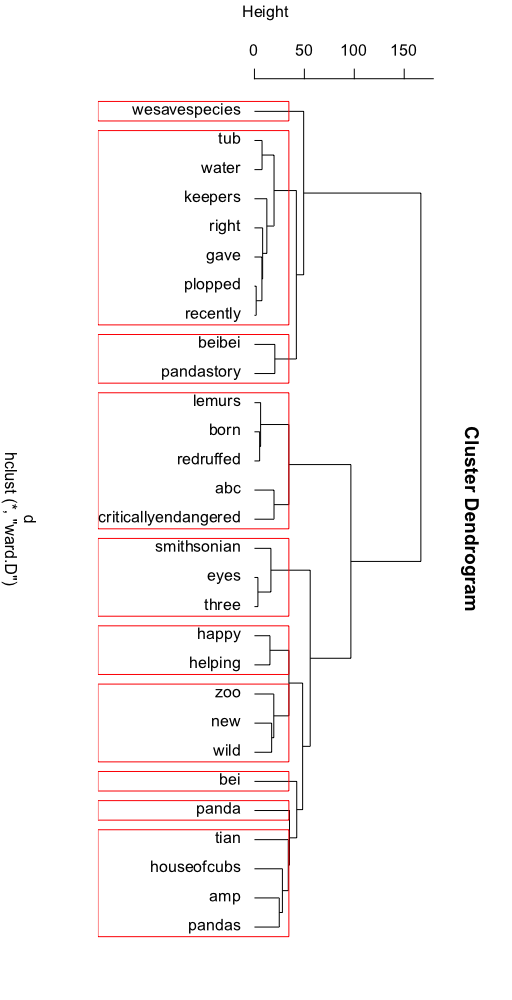 Height
0 50 100 150
wesavespecies
tub
water
keepers
right
gave
plopped
recently
beibei
pandastory
lemurs
born
redruffed
abc
criticallyendangered
smithsonian
eyes
three
happy
helping
zoo
new
wild
bei
panda
tian
houseofcubs
amp
pandas
Cluster Dendrogram
d
hclust (*, "ward.D")